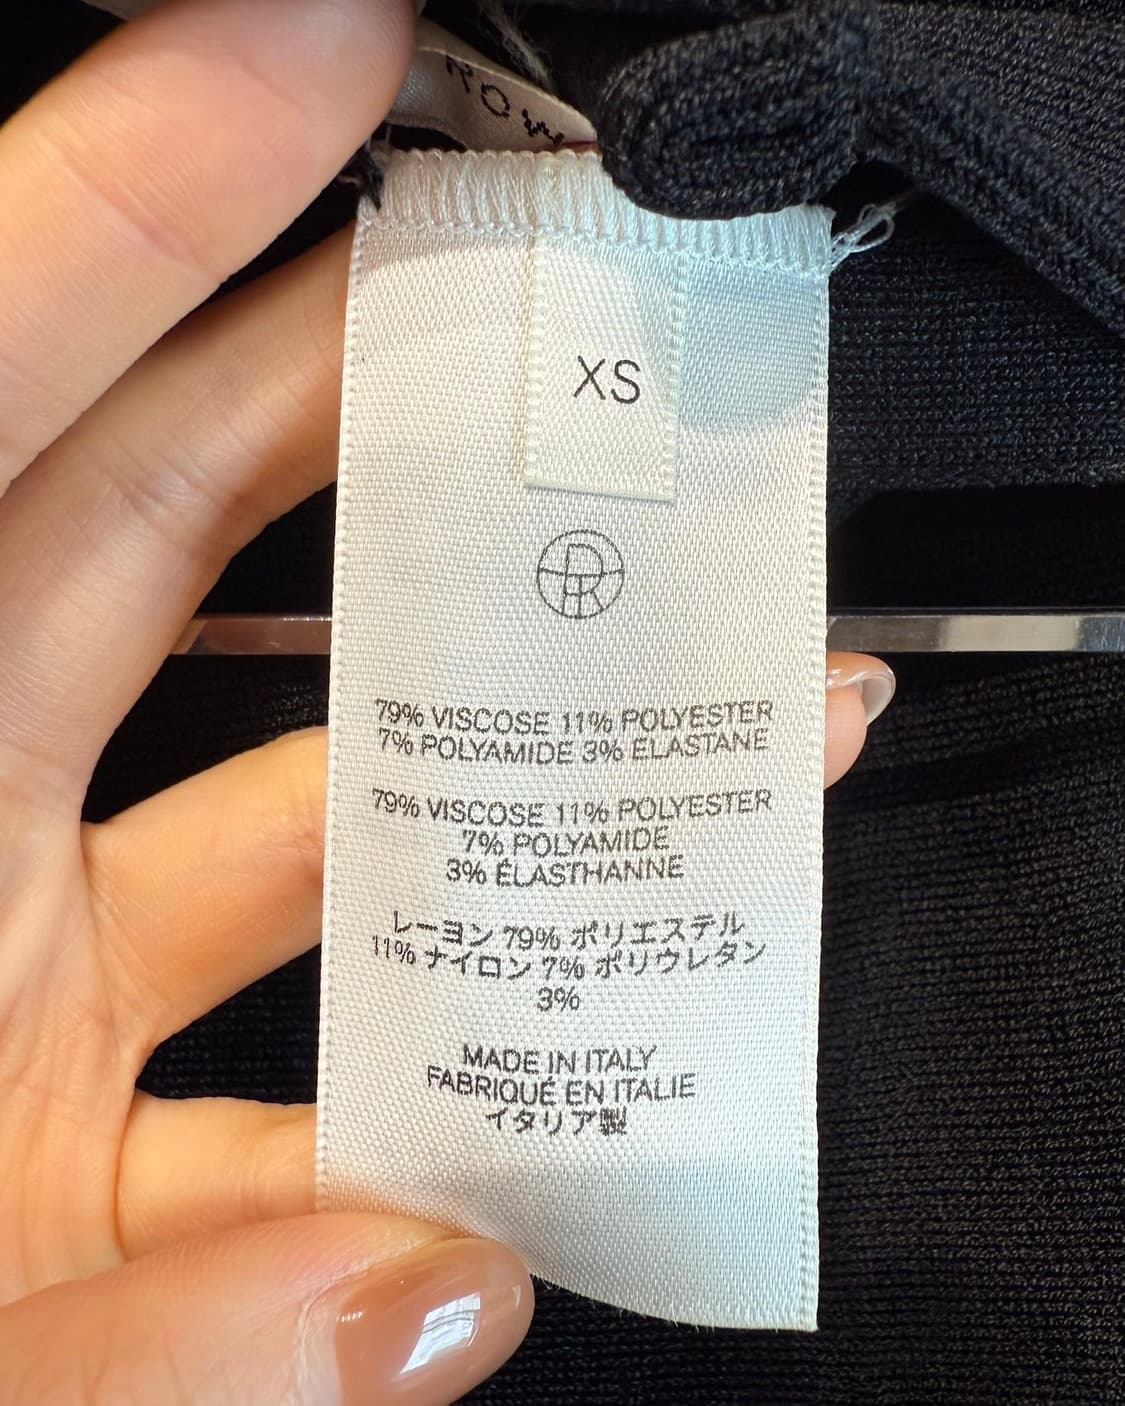 XS
79% VISCOSE 11% POLYESTER
7% POLYAMIDE 3% ELASTANE
79% VISCOSE 11% POLYESTER
7% POLYAMIDE
3% ÉLASTHANNE
レーヨン 79% ポリエステル
11% ナイロン 7% ポリウレタン
3%
MADE IN ITALY
FABRIQUÉ EN ITALIE
イタリア製